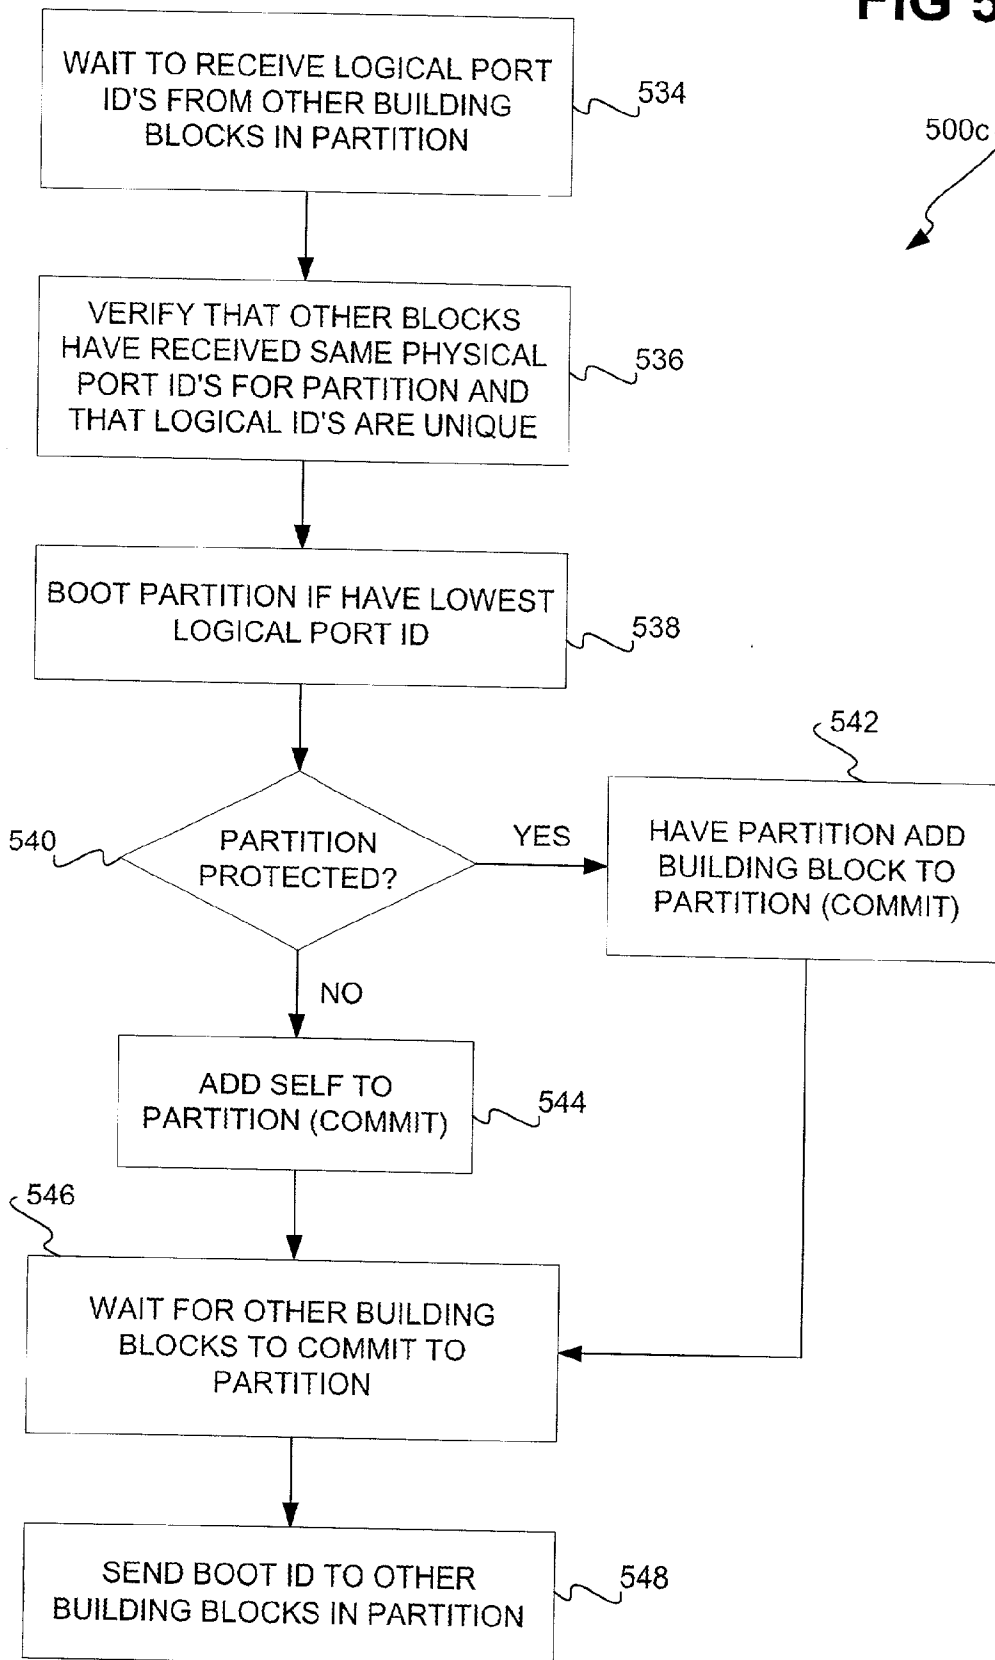 FIG 5
WAIT TO RECEIVE LOGICAL PORT
ID'S FROM OTHER BUILDING
BLOCKS IN PARTITION
534
500c
VERIFY THAT OTHER BLOCKS
HAVE RECEIVED SAME PHYSICAL
PORT ID'S FOR PARTITION AND
THAT LOGICAL ID'S ARE UNIQUE
536
BOOT PARTITION IF HAVE LOWEST
LOGICAL PORT ID
538
540
PARTITION
PROTECTED?
YES
542
HAVE PARTITION ADD
BUILDING BLOCK TO
PARTITION (COMMIT)
NO
ADD SELF TO
PARTITION (COMMIT)
544
546
WAIT FOR OTHER BUILDING
BLOCKS TO COMMIT TO
PARTITION
SEND BOOT ID TO OTHER
BUILDING BLOCKS IN PARTITION
548